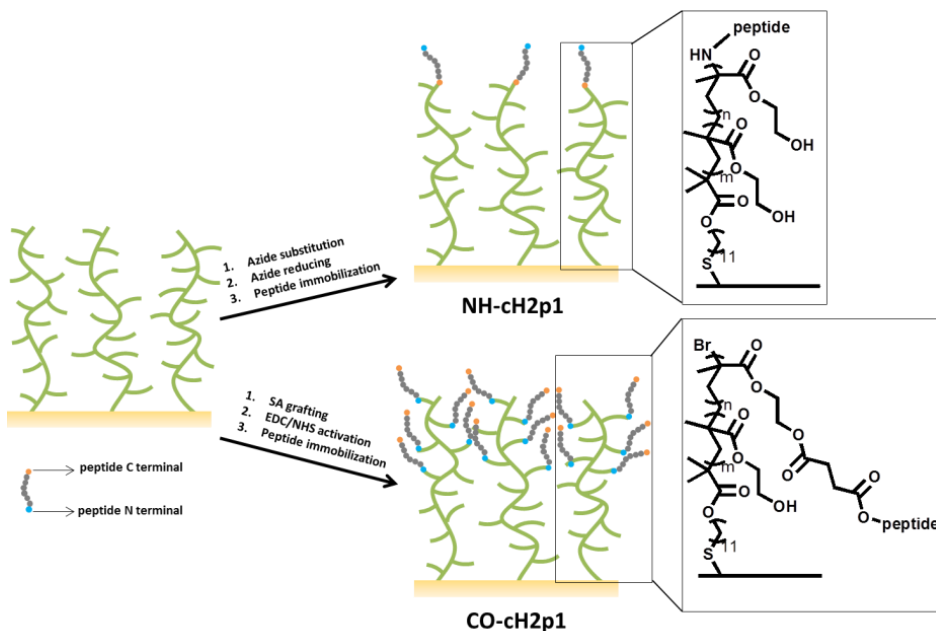 1. Azide substitution
2. Azide reducing
3. Peptide immobilization
NH-cH2p1
peptide
HN
O
O
n
OH
O
m
O
O
OH
O
11
S
1. SA grafting
2. EDC/NHS activation
3. Peptide immobilization
peptide C terminal
peptide N terminal
CO-cH2p1
Br
O
O
n
O
O
m
O
O
O
OH
O
O
O
peptide
11
S